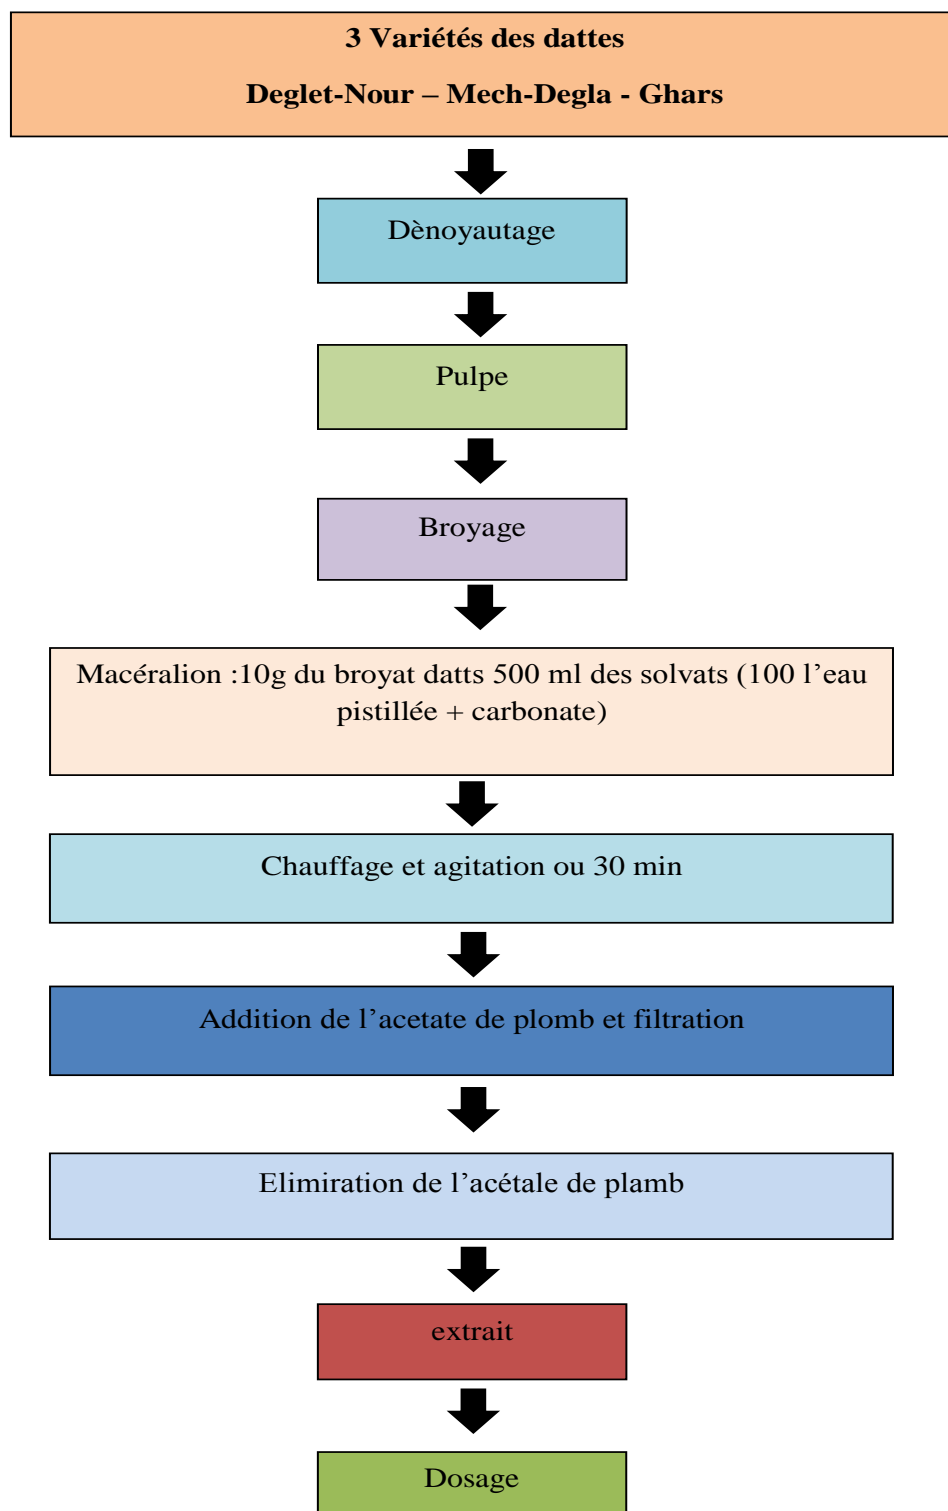 3 Variétés des dattes
Deglet-Nour – Mech-Degla - Ghars
Dènoyautage
Pulpe
Broyage
Macéralion :10g du broyat datts 500 ml des solvats (100 l’eau
pistillée + carbonate)
Chauffage et agitation ou 30 min
Addition de l’acetate de plomb et filtration
Elimiration de l’acétale de plamb
extrait
Dosage